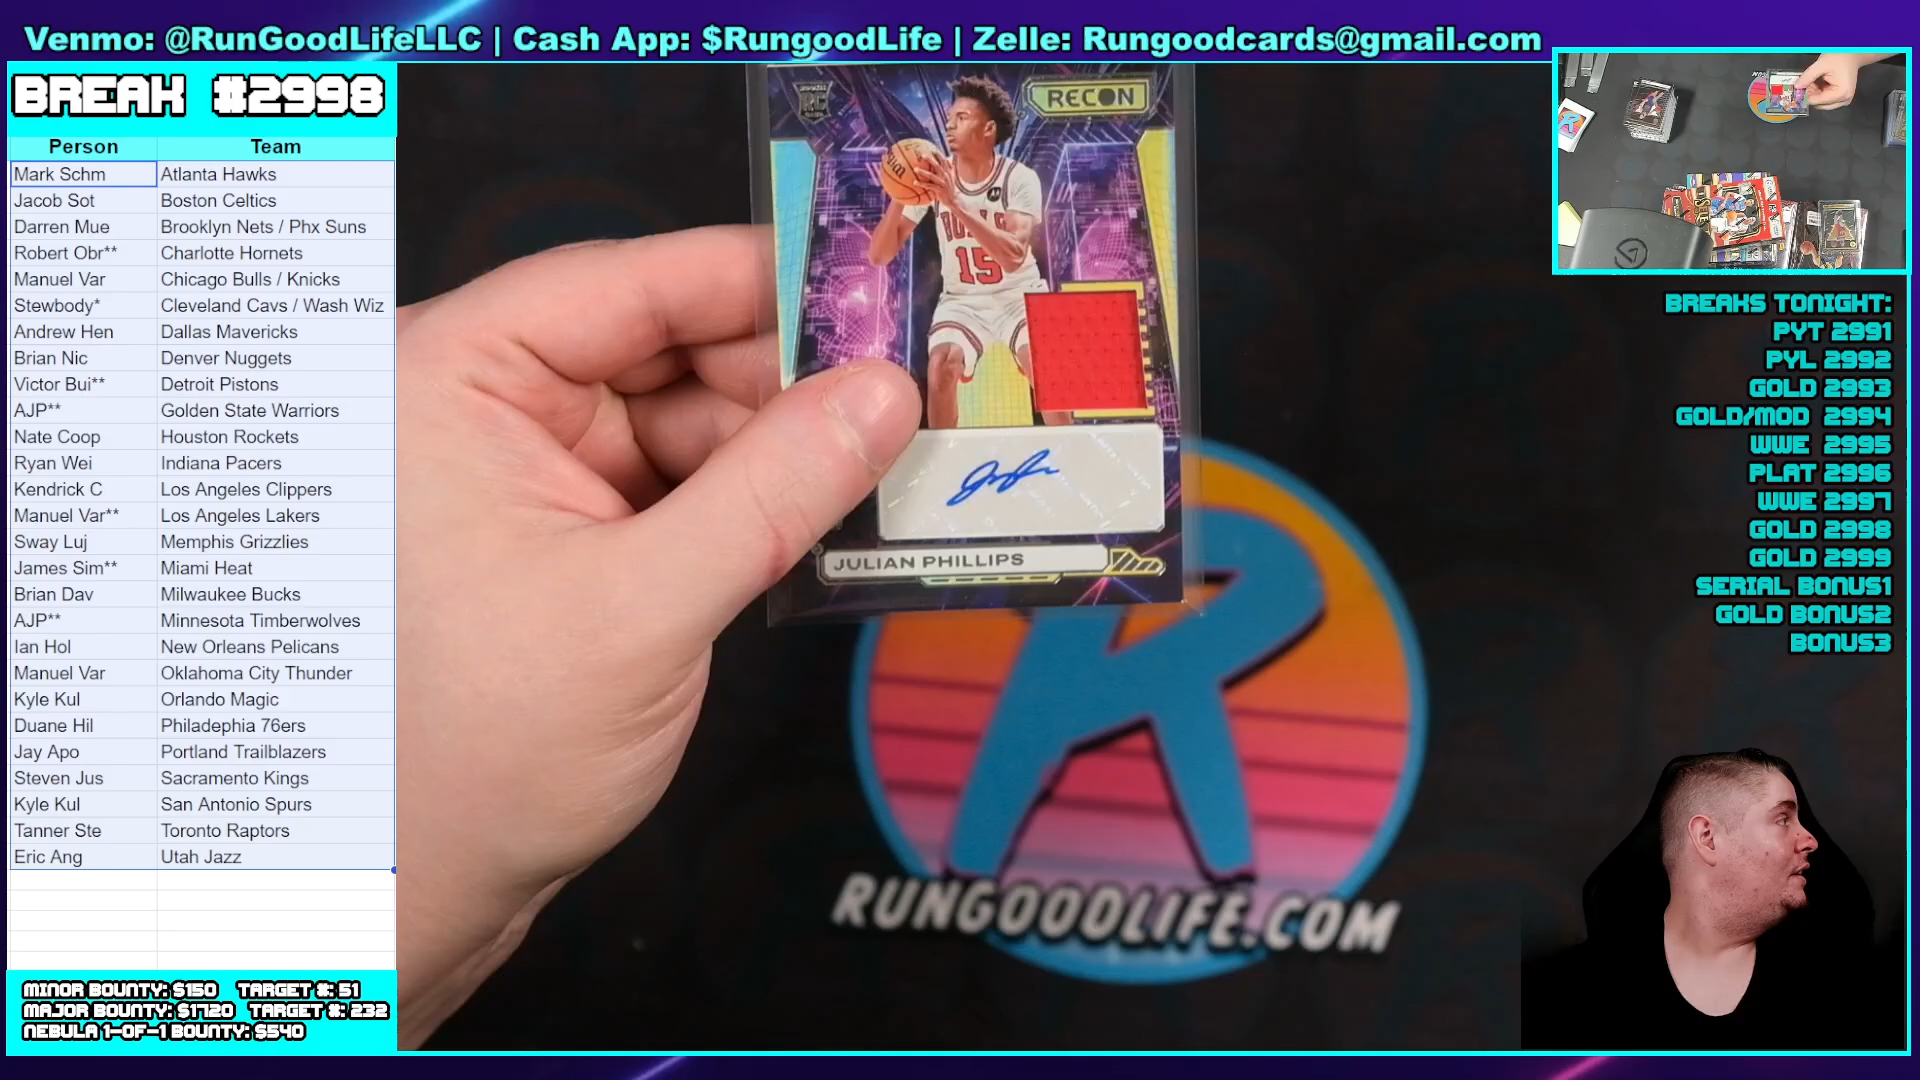 Venmo: @RunGoodLifeLLC | Cash App: $RungoodLife | Zelle: Rungoodcards@gmail.com
BREAK #2998
Person Team
Mark Schm Atlanta Hawks
Jacob Sot Boston Celtics
Darren Mue Brooklyn Nets / Phx Suns
Robert Obr** Charlotte Hornets
Manuel Var Chicago Bulls / Knicks
Stewbody* Cleveland Cavs / Wash Wiz
Andrew Hen Dallas Mavericks
Brian Nic Denver Nuggets
Victor Bui** Detroit Pistons
AJP** Golden State Warriors
Nate Coop Houston Rockets
Ryan Wei Indiana Pacers
Kendrick C Los Angeles Clippers
Manuel Var** Los Angeles Lakers
Sway Luj Memphis Grizzlies
James Sim** Miami Heat
Brian Dav Milwaukee Bucks
AJP** Minnesota Timberwolves
Ian Hol New Orleans Pelicans
Manuel Var Oklahoma City Thunder
Kyle Kul Orlando Magic
Duane Hil Philadephia 76ers
Jay Apo Portland Trailblazers
Steven Jus Sacramento Kings
Kyle Kul San Antonio Spurs
Tanner Ste Toronto Raptors
Eric Ang Utah Jazz
MINOR BOUNTY: $150 TARGET #: 51
MAJOR BOUNTY: $1720 TARGET #: 232
NEBULA 1-OF-1 BOUNTY: $540
RC
RECON
BULLS
15
JULIAN PHILLIPS
R
RUNGOODLIFE.COM
BREAKS TONIGHT:
PYT 2991
PYL 2992
GOLD 2993
GOLD/MOD 2994
WWE 2995
PLAT 2996
WWE 2997
GOLD 2998
GOLD 2999
SERIAL BONUS1
GOLD BONUS2
BONUS3